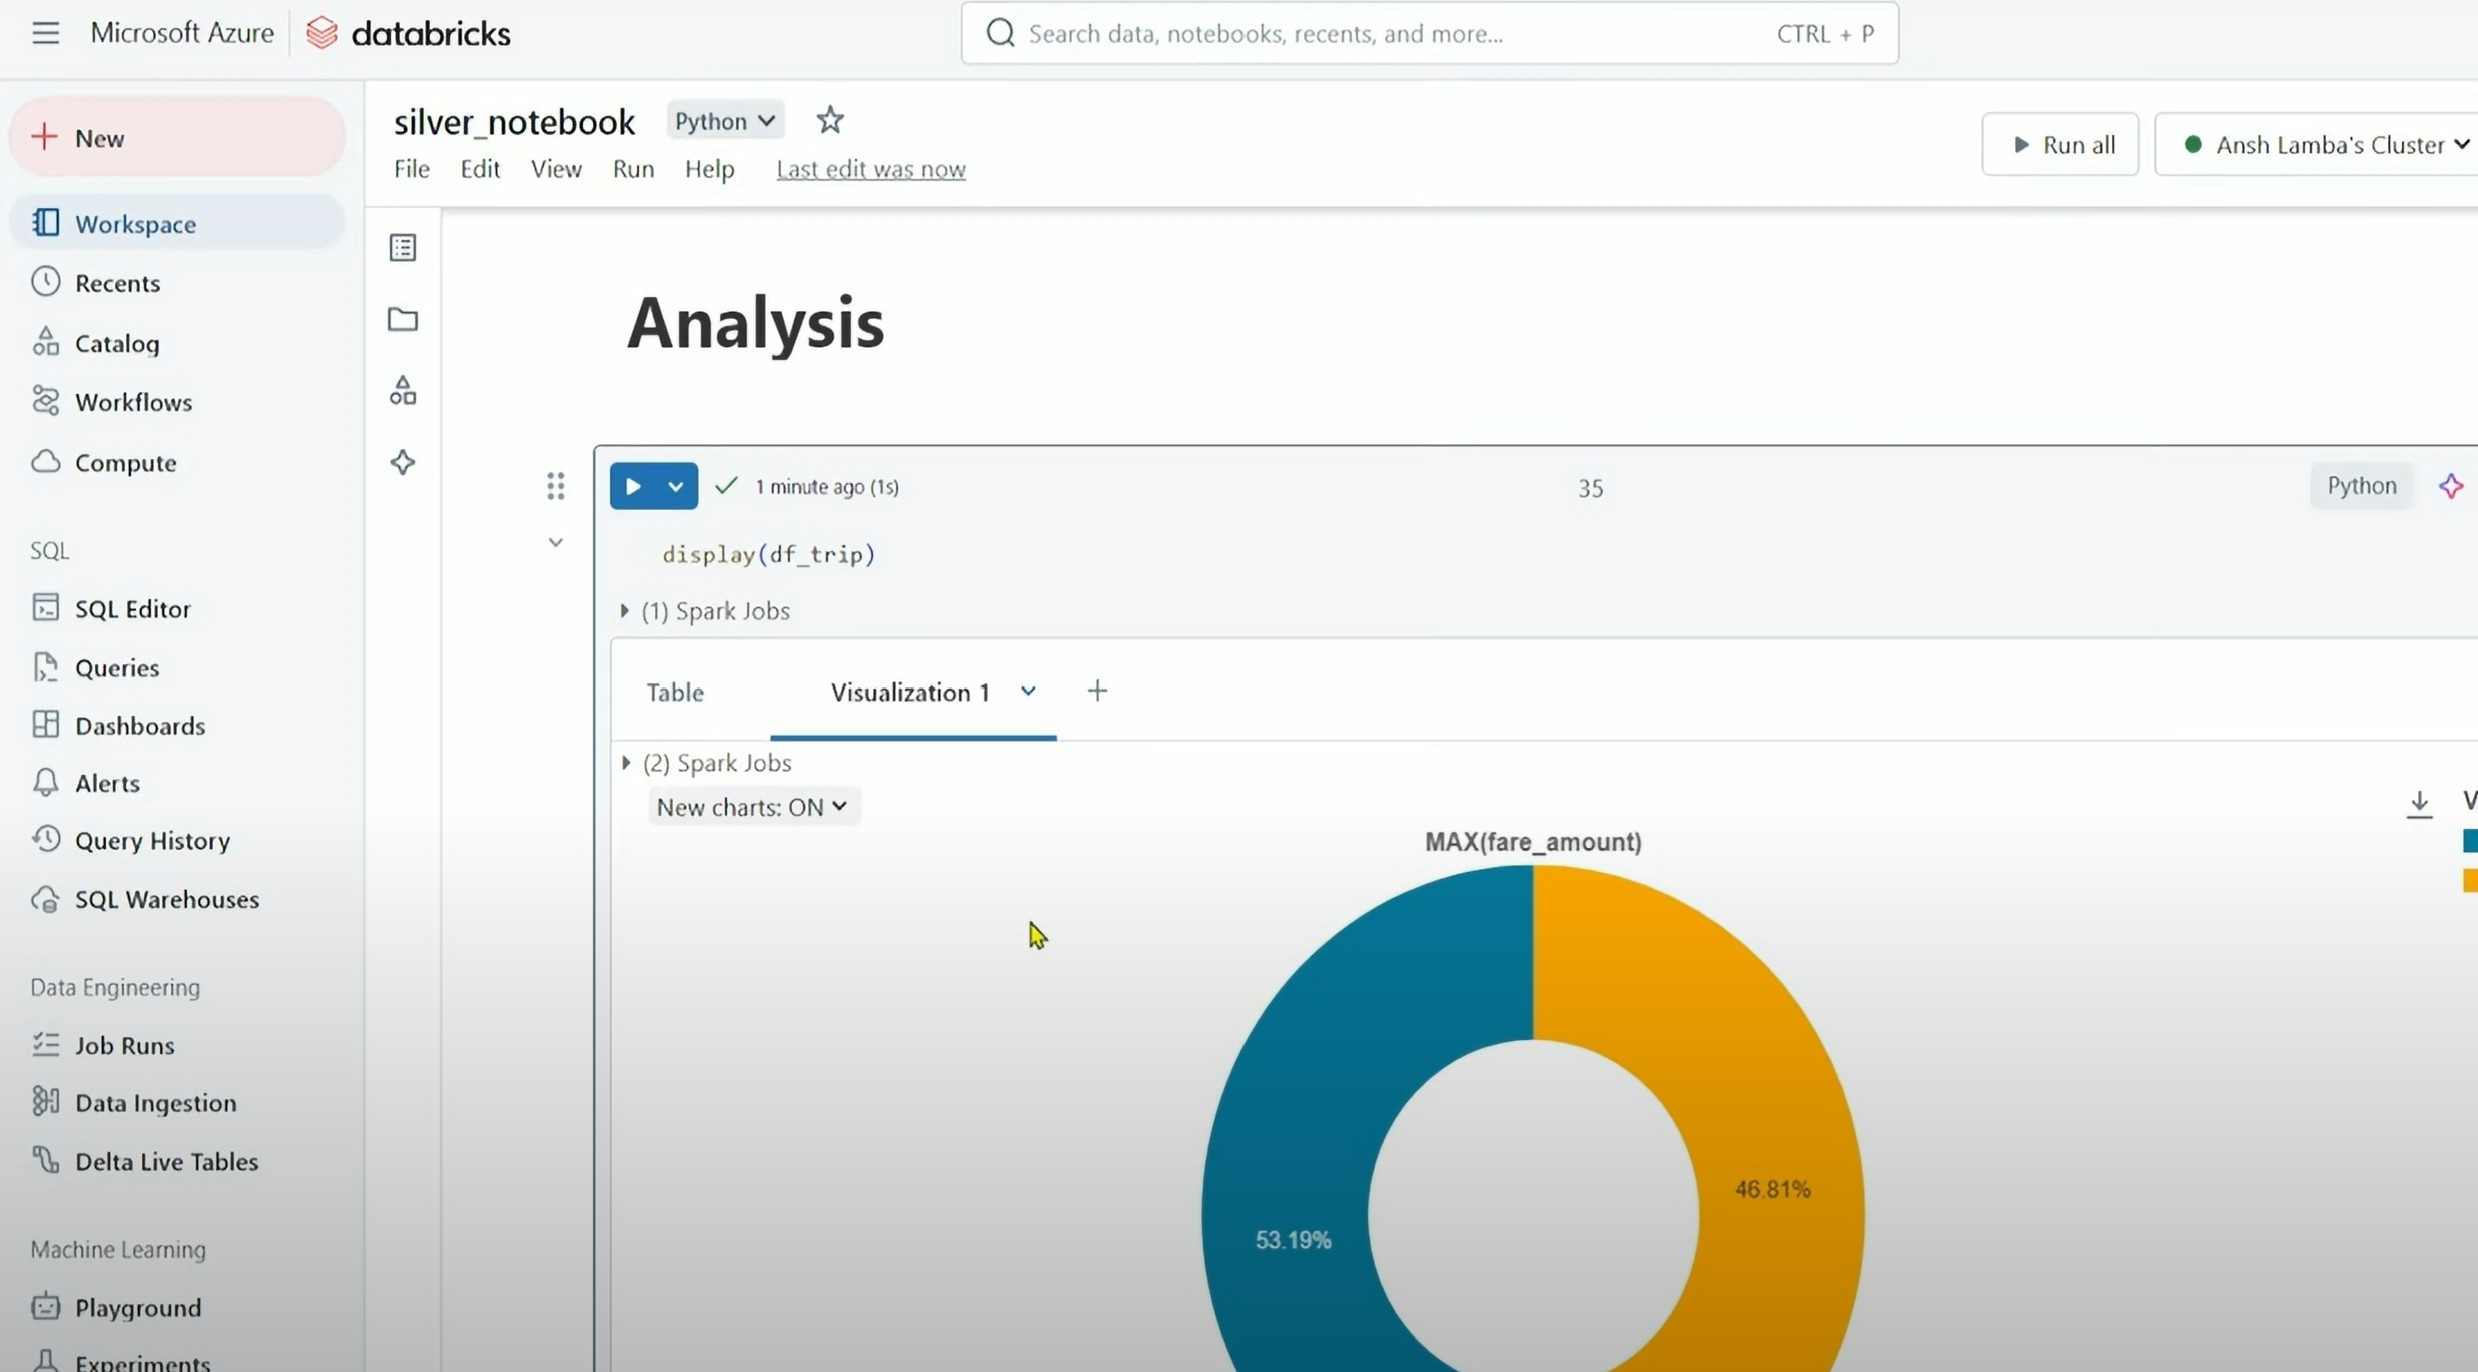 Microsoft Azure databricks
Search data, notebooks, recents, and more... CTRL + P
New
Workspace
Recents
Catalog
Workflows
Compute
SQL
SQL Editor
Queries
Dashboards
Alerts
Query History
SQL Warehouses
Data Engineering
Job Runs
Data Ingestion
Delta Live Tables
Machine Learning
Playground
Experiments
silver_notebook Python
File Edit View Run Help Last edit was now
Run all Ansh Lamba's Cluster
Analysis
1 minute ago (1s) 35 Python
display(df_trip)
(1) Spark Jobs
Table Visualization 1 +
(2) Spark Jobs
New charts: ON
MAX(fare_amount)
46.81%
53.19%